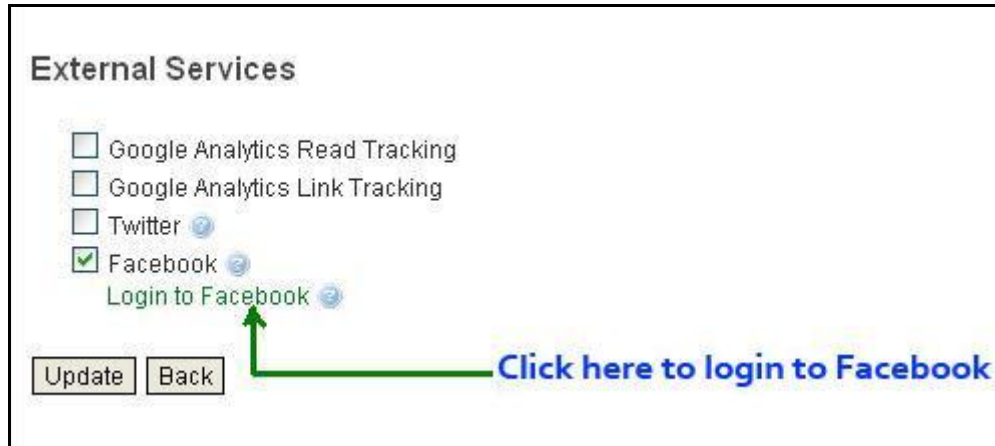 External Services
Google Analytics Read Tracking
Google Analytics Link Tracking
Twitter
Facebook
Login to Facebook
Update Back
Click here to login to Facebook